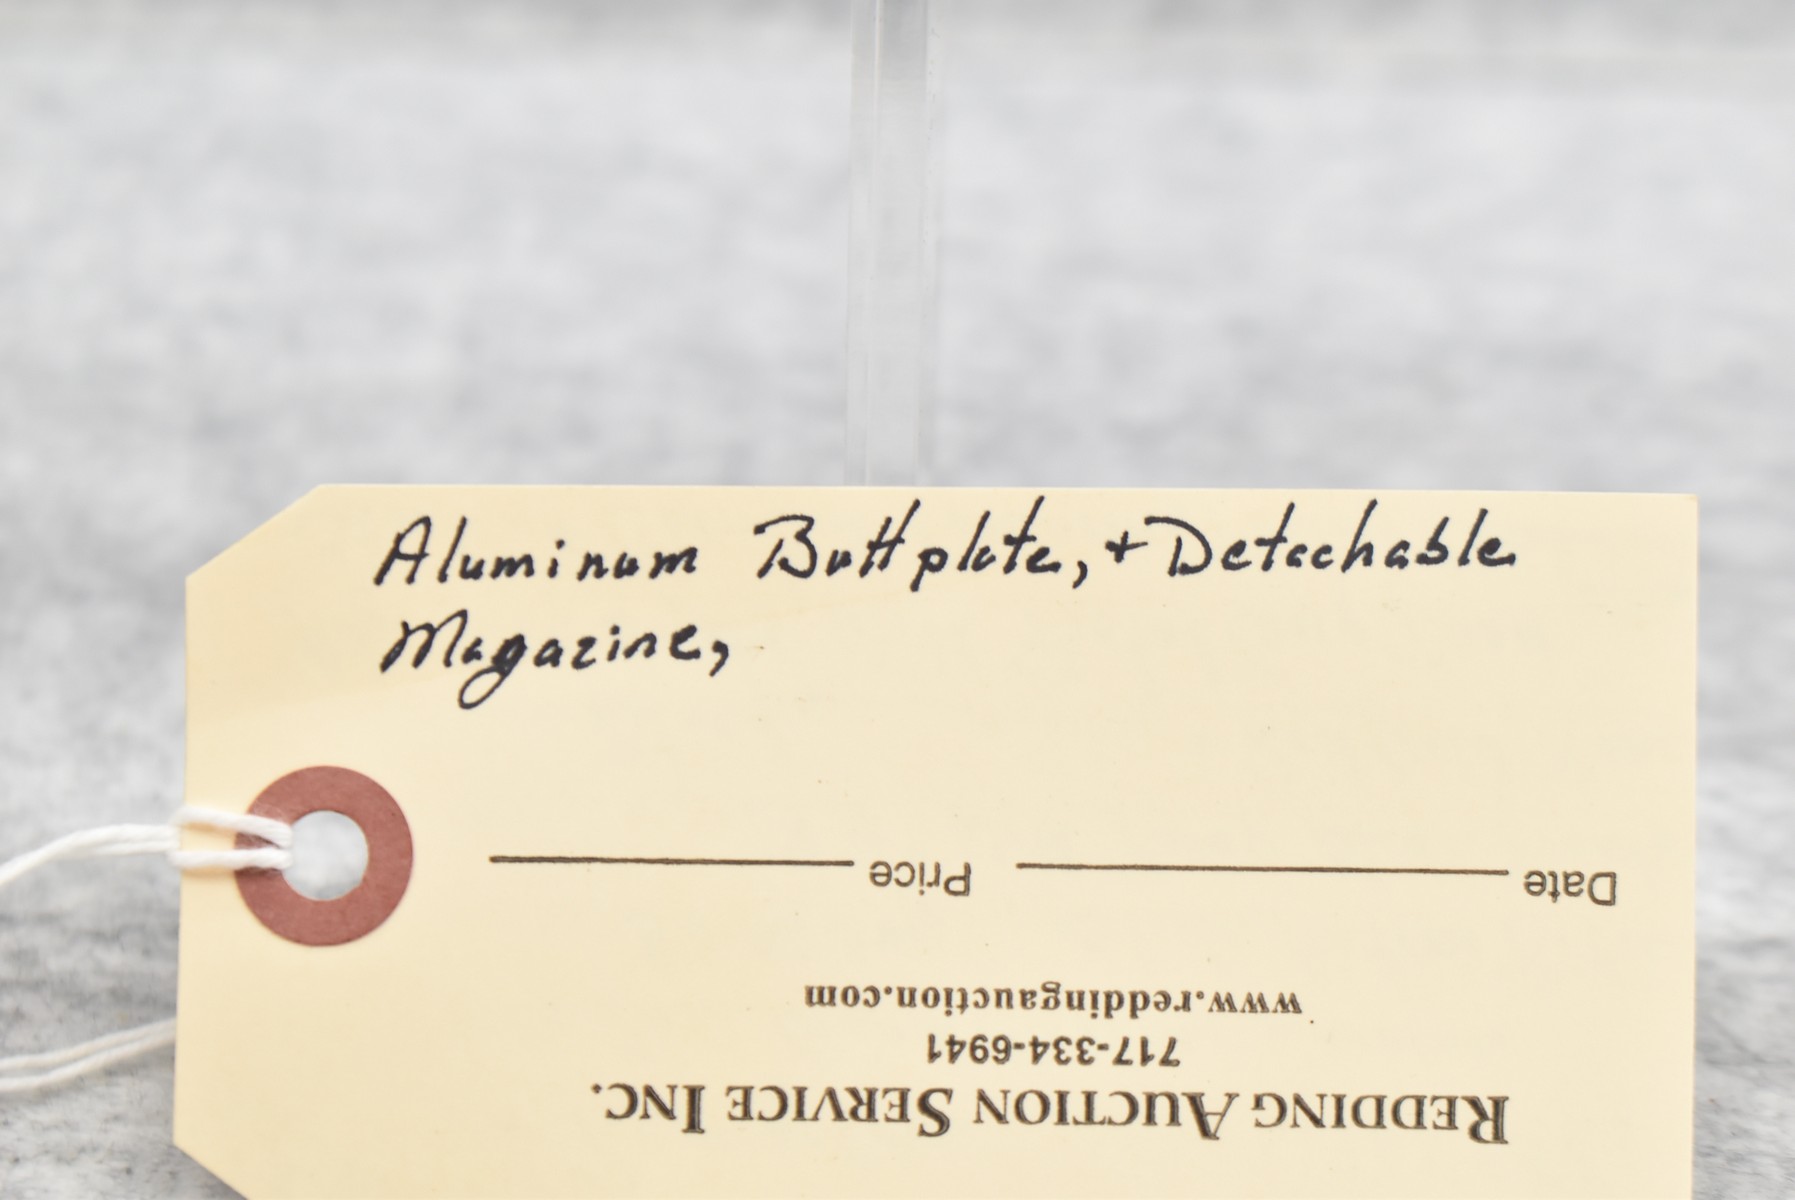 Aluminum Buttplate, + Detachable
Magazine,
REDDING AUCTION SERVICE INC.
717-334-6941
www.reddingauction.com
Date Price